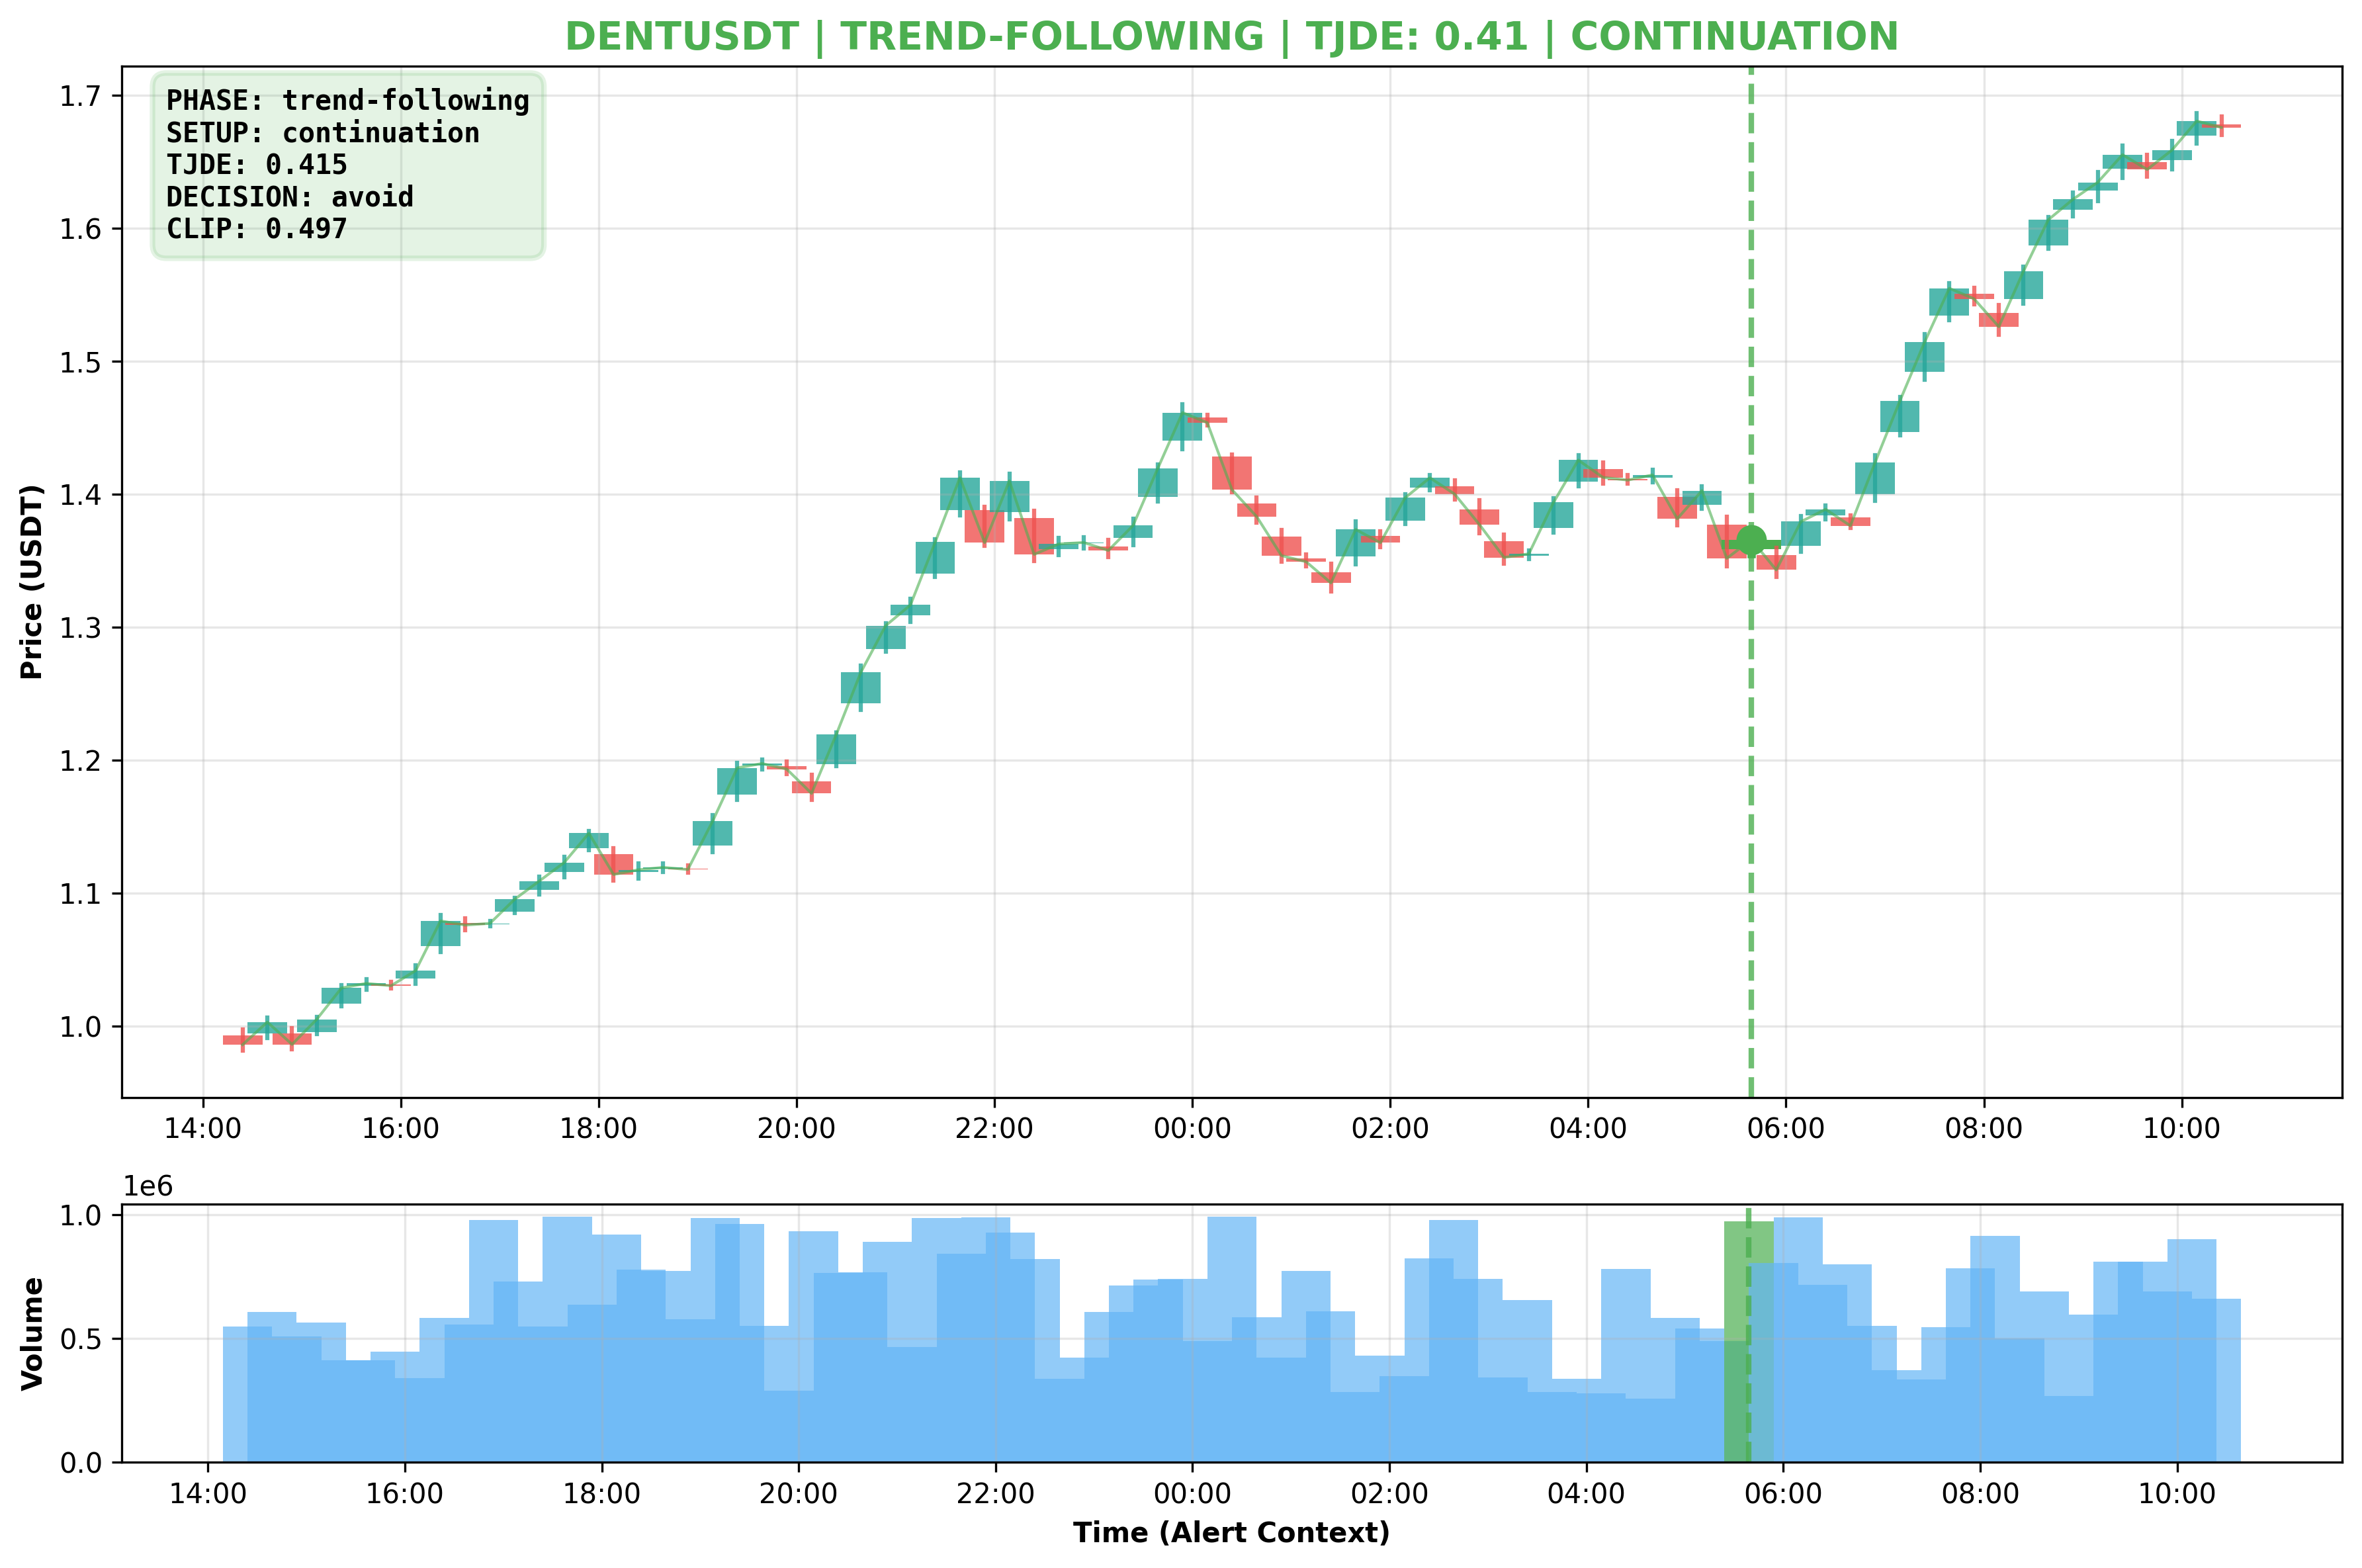 DENTUSDT | TREND-FOLLOWING | TJDE: 0.41 | CONTINUATION
PHASE: trend-following
SETUP: continuation
TJDE: 0.415
DECISION: avoid
CLIP: 0.497
Price (USDT)
1.7
1.6
1.5
1.4
1.3
1.2
1.1
1.0
14:00 16:00 18:00 20:00 22:00 00:00 02:00 04:00 06:00 08:00 10:00
1e6
Volume
1.0
0.5
0.0
14:00 16:00 18:00 20:00 22:00 00:00 02:00 04:00 06:00 08:00 10:00
Time (Alert Context)